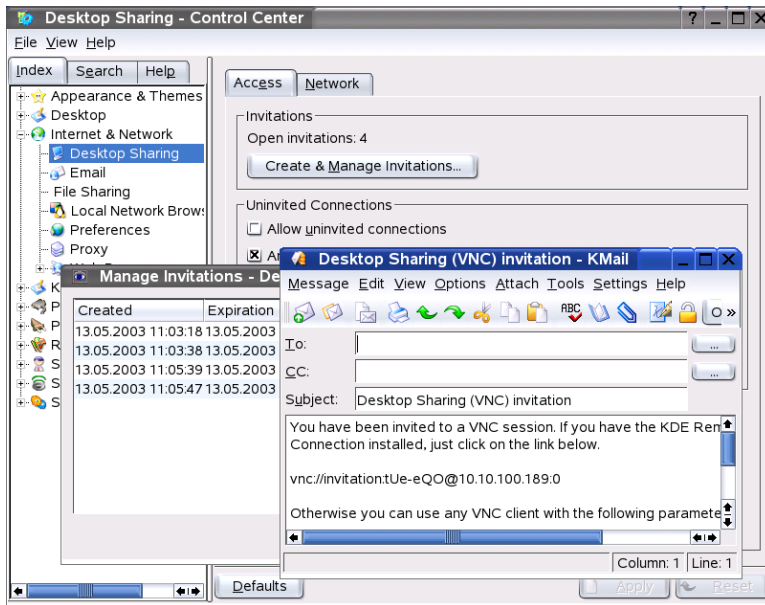 Desktop Sharing - Control Center
File View Help
Index Search Help
Appearance & Themes
Desktop
Internet & Network
Desktop Sharing
Email
File Sharing
Local Network Brows
Preferences
Proxy
K
P
P
R
S
S
S
Access Network
Invitations
Open invitations: 4
Create & Manage Invitations...
Uninvited Connections
Allow uninvited connections
Manage Invitations - De
Created Expiration
13.05.2003 11:03:18 13.05.2003
13.05.2003 11:03:38 13.05.2003
13.05.2003 11:05:39 13.05.2003
13.05.2003 11:05:47 13.05.2003
Desktop Sharing (VNC) invitation - KMail
Message Edit View Options Attach Tools Settings Help
ABC
To: ...
CC: ...
Subject: Desktop Sharing (VNC) invitation
You have been invited to a VNC session. If you have the KDE Rem
Connection installed, just click on the link below.
vnc://invitation:tUe-eQO@10.10.100.189:0
Otherwise you can use any VNC client with the following paramete
Column: 1 Line: 1
Defaults Apply Reset